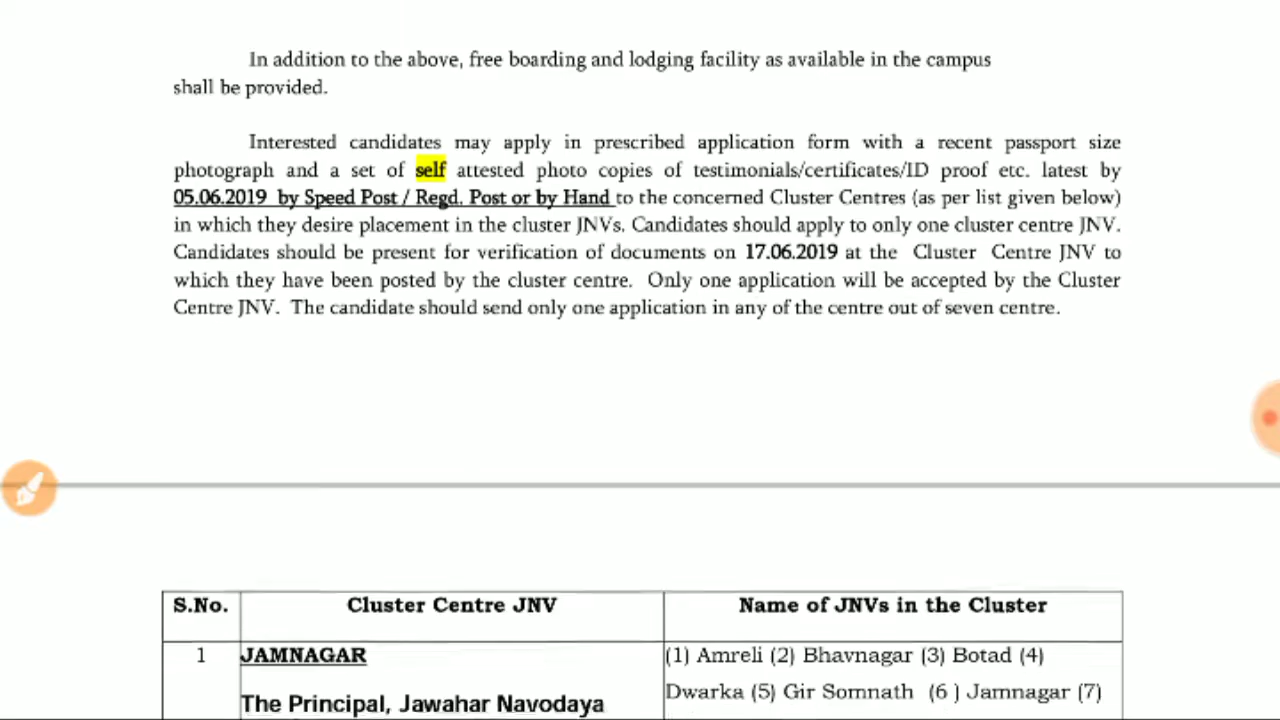 In addition to the above, free boarding and lodging facility as available in the campus
shall be provided.
Interested candidates may apply in prescribed application form with a recent passport size
photograph and a set of self attested photo copies of testimonials/certificates/ID proof etc. latest by
05.06.2019 by Speed Post / Regd. Post or by Hand to the concerned Cluster Centres (as per list given below)
in which they desire placement in the cluster JNVs. Candidates should apply to only one cluster centre JNV.
Candidates should be present for verification of documents on 17.06.2019 at the Cluster Centre JNV to
which they have been posted by the cluster centre. Only one application will be accepted by the Cluster
Centre JNV. The candidate should send only one application in any of the centre out of seven centre.
S.No. Cluster Centre JNV Name of JNVs in the Cluster
1 JAMNAGAR (1) Amreli (2) Bhavnagar (3) Botad (4)
Dwarka (5) Gir Somnath (6 ) Jamnagar (7)
The Principal, Jawahar Navodaya